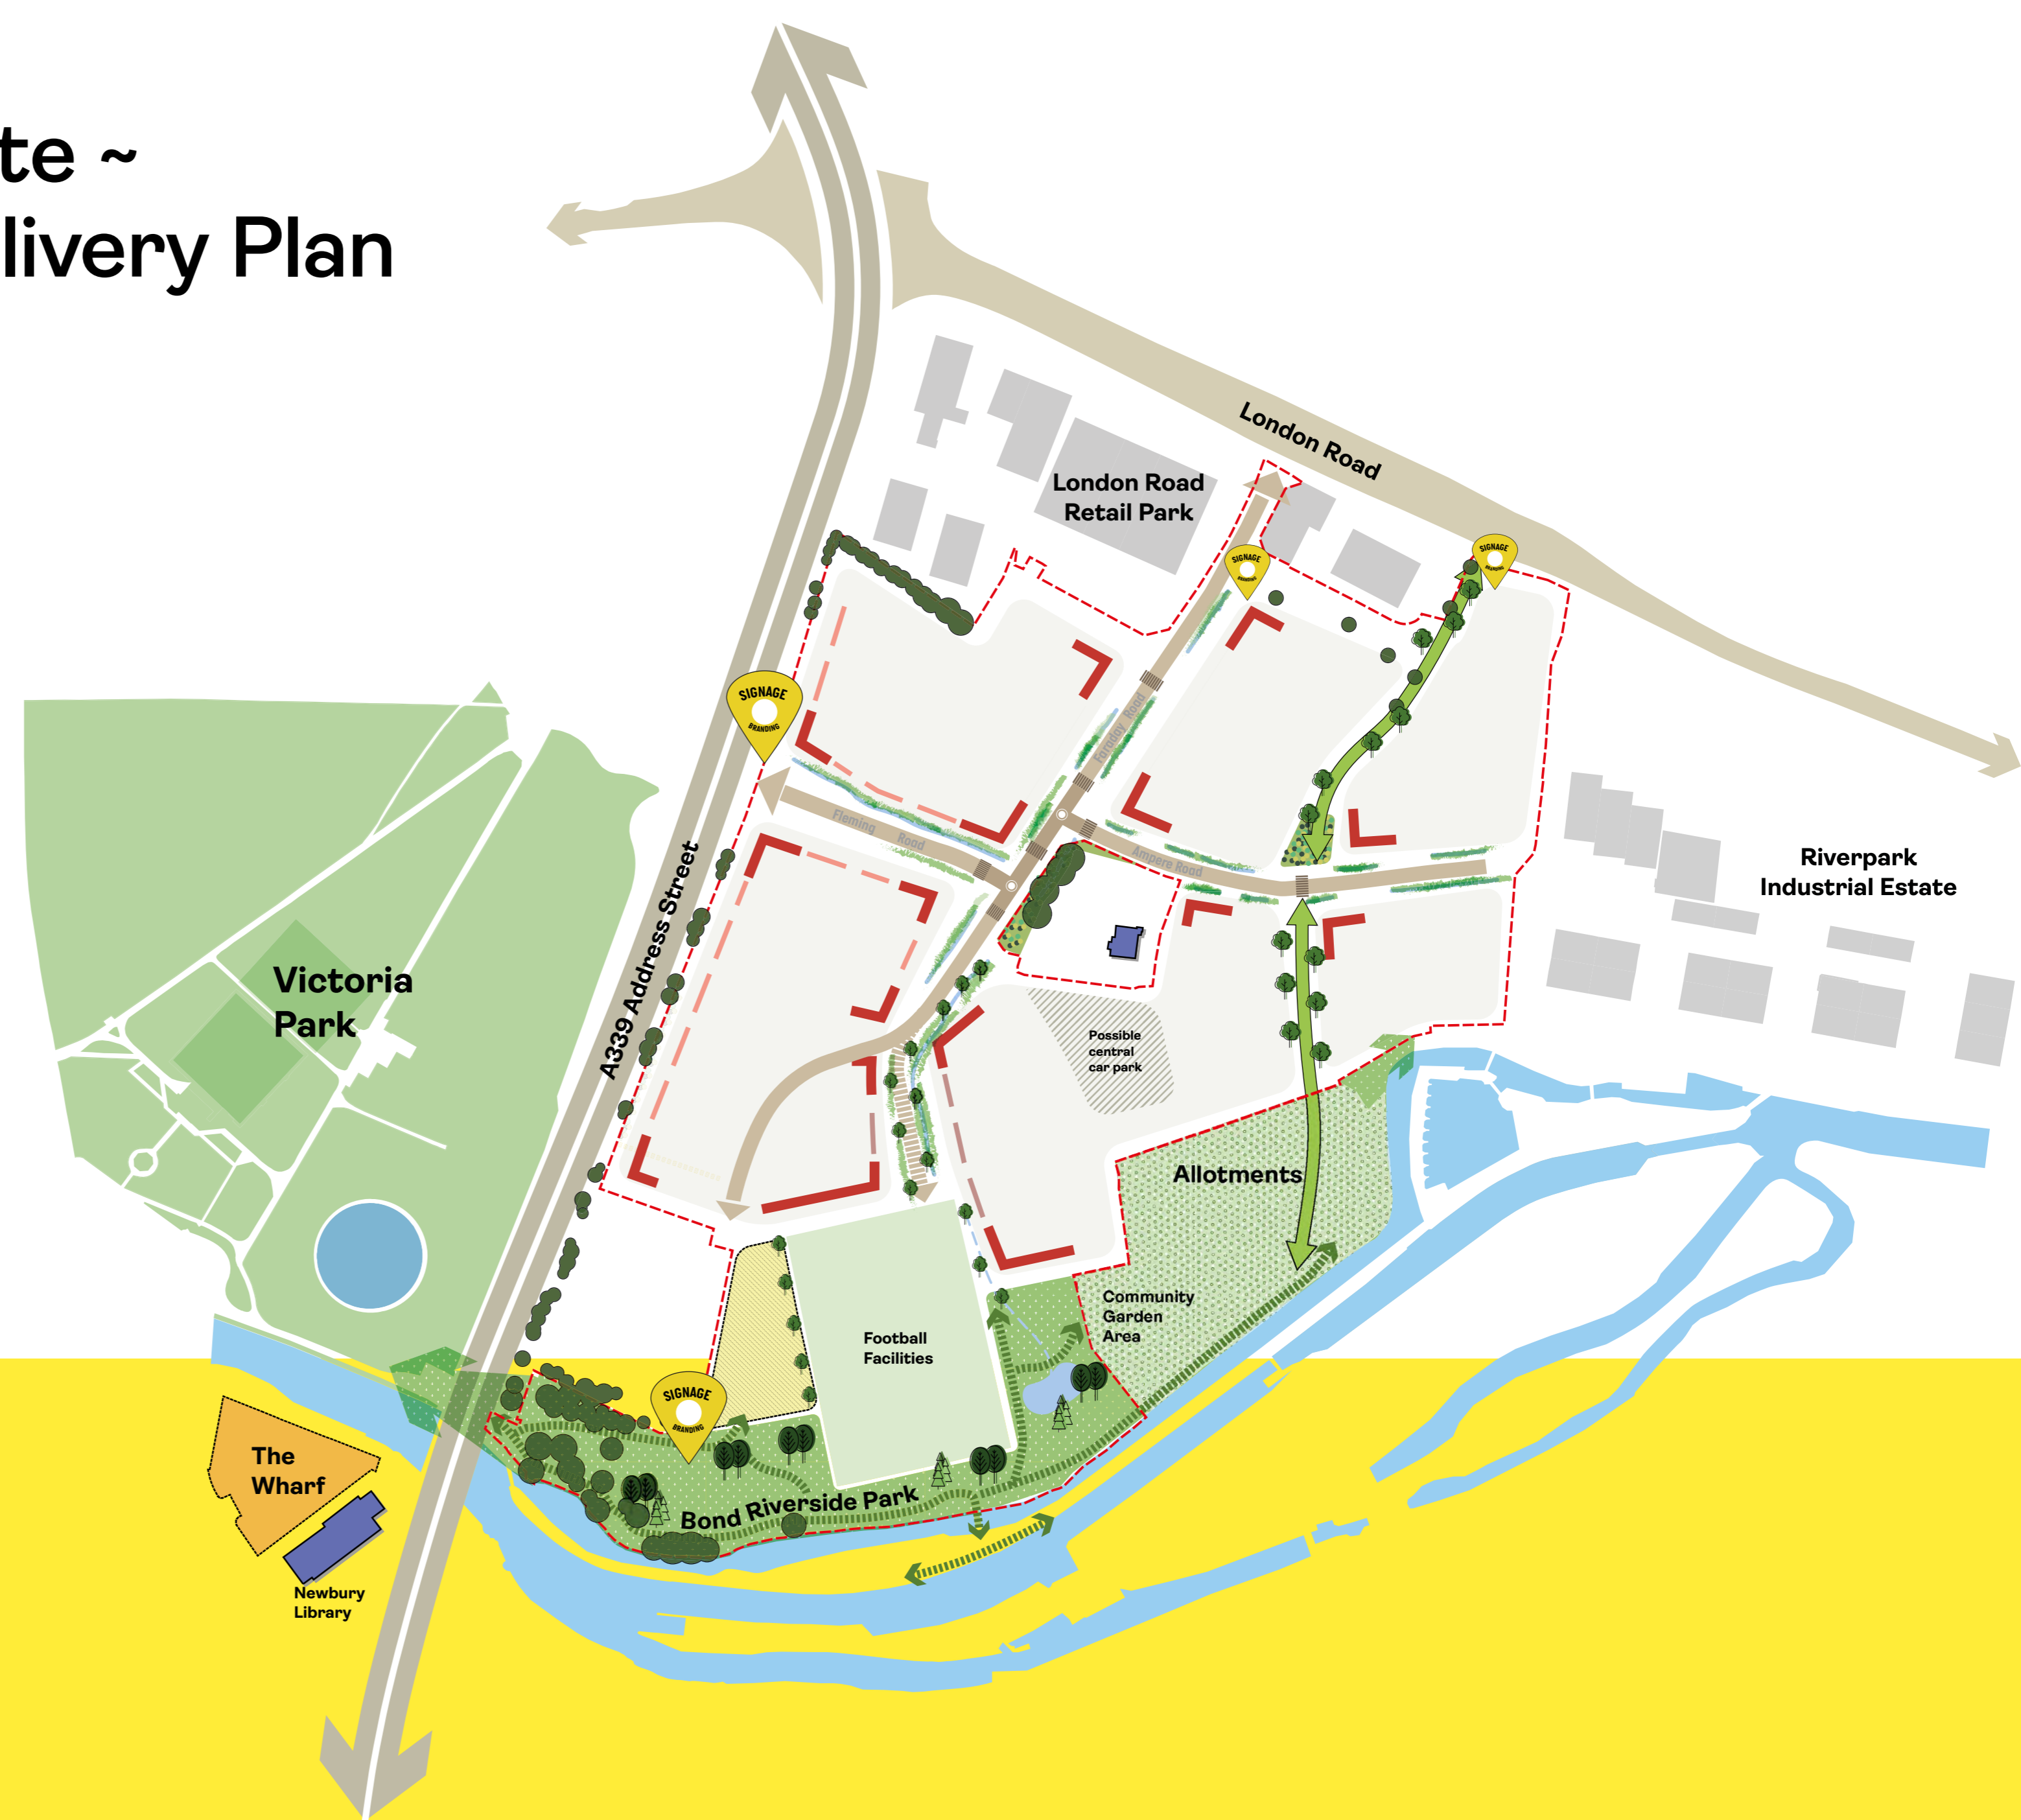 te ~
livery Plan
London Road
London Road
Retail Park
SIGNAGE
BRANDING
SIGNAGE
BRANDING
SIGNAGE
BRANDING
Faraday Road
Fleming Road
Ampere Road
Riverpark
Industrial Estate
A339 Address Street
Victoria
Park
Possible
central
car park
Allotments
Community
Garden
Area
Football
Facilities
SIGNAGE
BRANDING
The
Wharf
Bond Riverside Park
Newbury
Library